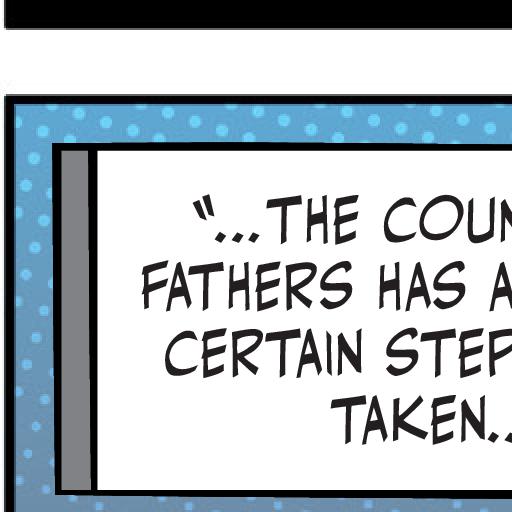 "...THE COUN
FATHERS HAS A
CERTAIN STEP
TAKEN..